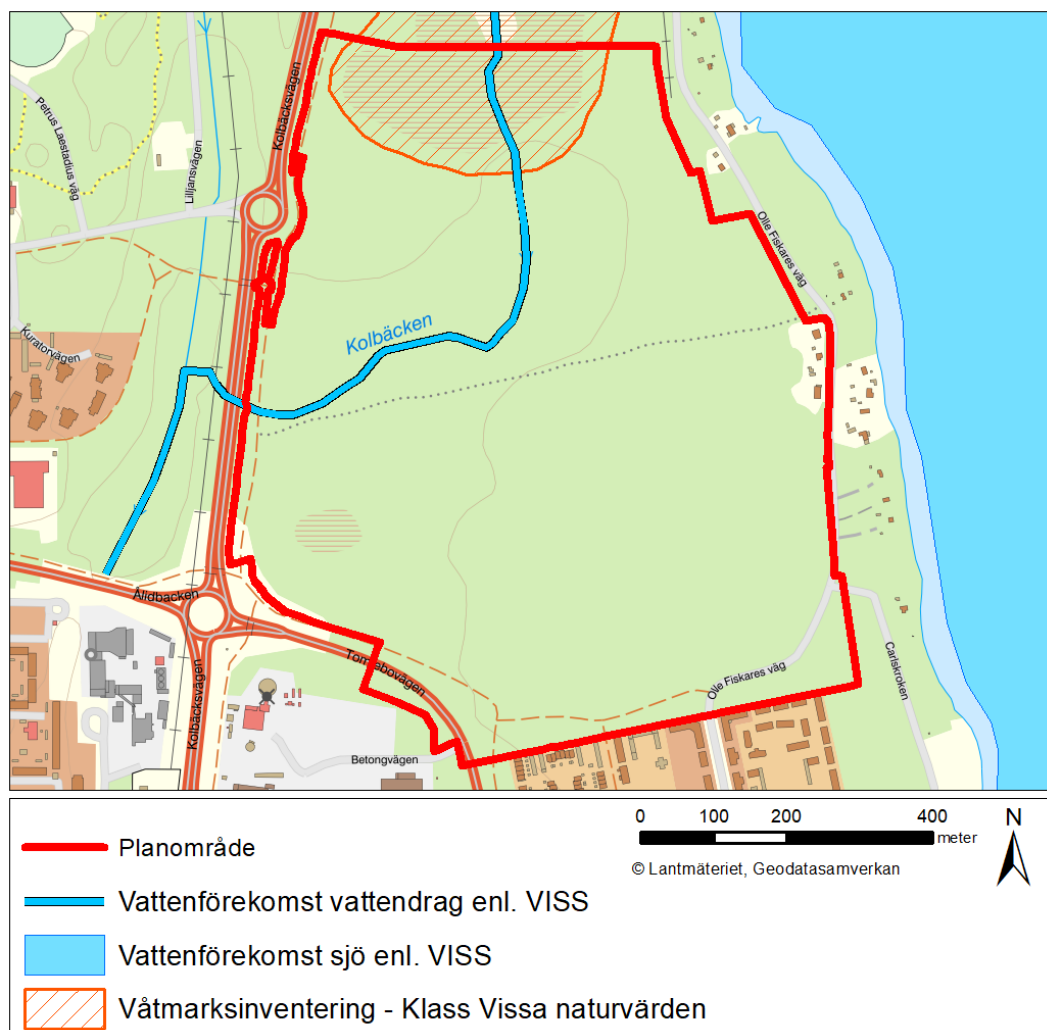 Kolbäcksvägen
Petrus Laestadius väg
Lilljansvägen
Olle Fiskares väg
Kolbäcken
Kuratorvägen
Ålidbacken
Tomtebovägen
Kolbäcksvägen
Olle Fiskares väg
Carlskroken
Betongvägen
Planområde
Vattenförekomst vattendrag enl. VISS
Vattenförekomst sjö enl. VISS
Våtmarksinventering - Klass Vissa naturvärden
0 100 200 400
meter
N
© Lantmäteriet, Geodatasamverkan